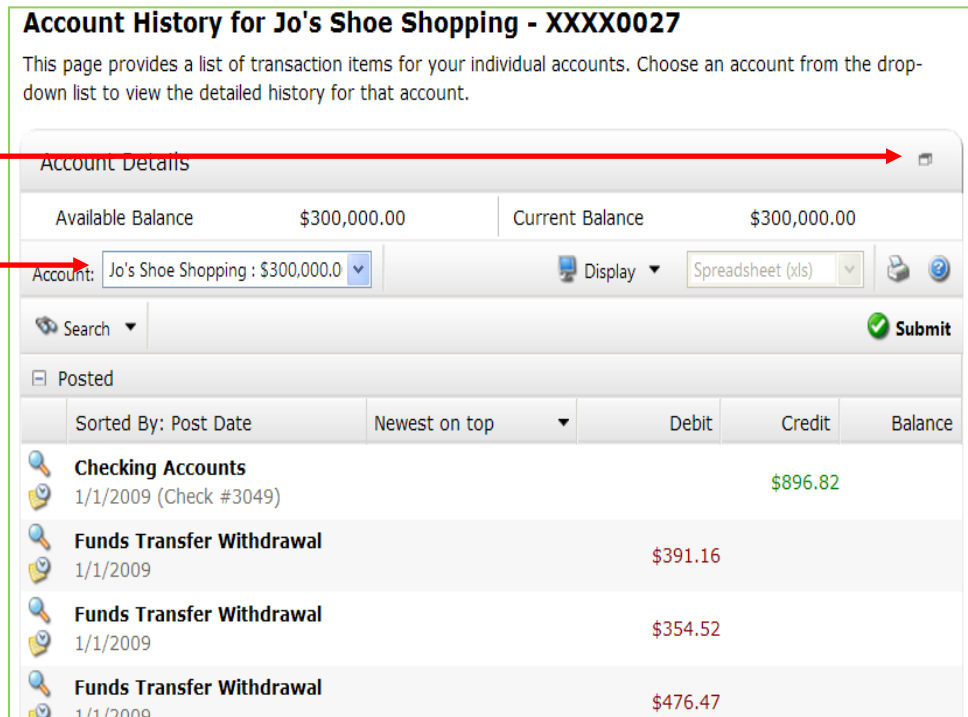 Account History for Jo's Shoe Shopping - XXXX0027
This page provides a list of transaction items for your individual accounts. Choose an account from the drop-
down list to view the detailed history for that account.
Account Details
Available Balance $300,000.00 Current Balance $300,000.00
Account: Jo's Shoe Shopping : $300,000.0 Display Spreadsheet (xls)
Search Submit
Posted
Sorted By: Post Date Newest on top Debit Credit Balance
Checking Accounts
$896.82
1/1/2009 (Check #3049)
Funds Transfer Withdrawal
$391.16
1/1/2009
Funds Transfer Withdrawal
$354.52
1/1/2009
Funds Transfer Withdrawal
$476.47
1/1/2009